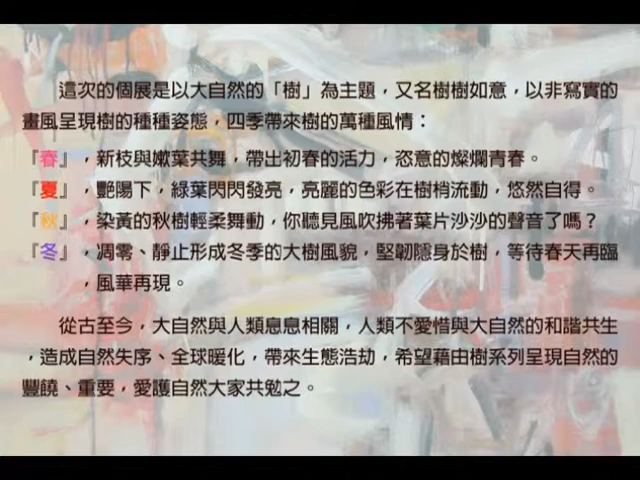 這次的個展是以大自然的「樹」為主題，又名樹樹如意，以非寫實的
畫風呈現樹的種種姿態，四季帶來樹的萬種風情：
『春』，新枝與嫩葉共舞，帶出初春的活力，恣意的燦爛青春。
『夏』，艷陽下，綠葉閃閃發亮，亮麗的色彩在樹梢流動，悠然自得。
『秋』，染黃的秋樹輕柔舞動，你聽見風吹拂著葉片沙沙的聲音了嗎？
『冬』，凋零、靜止形成冬季的大樹風貌，堅韌隱身於樹，等待春天再臨
，風華再現。
從古至今，大自然與人類息息相關，人類不愛惜與大自然的和諧共生
，造成自然失序、全球暖化，帶來生態浩劫，希望藉由樹系列呈現自然的
豐饒、重要，愛護自然大家共勉之。